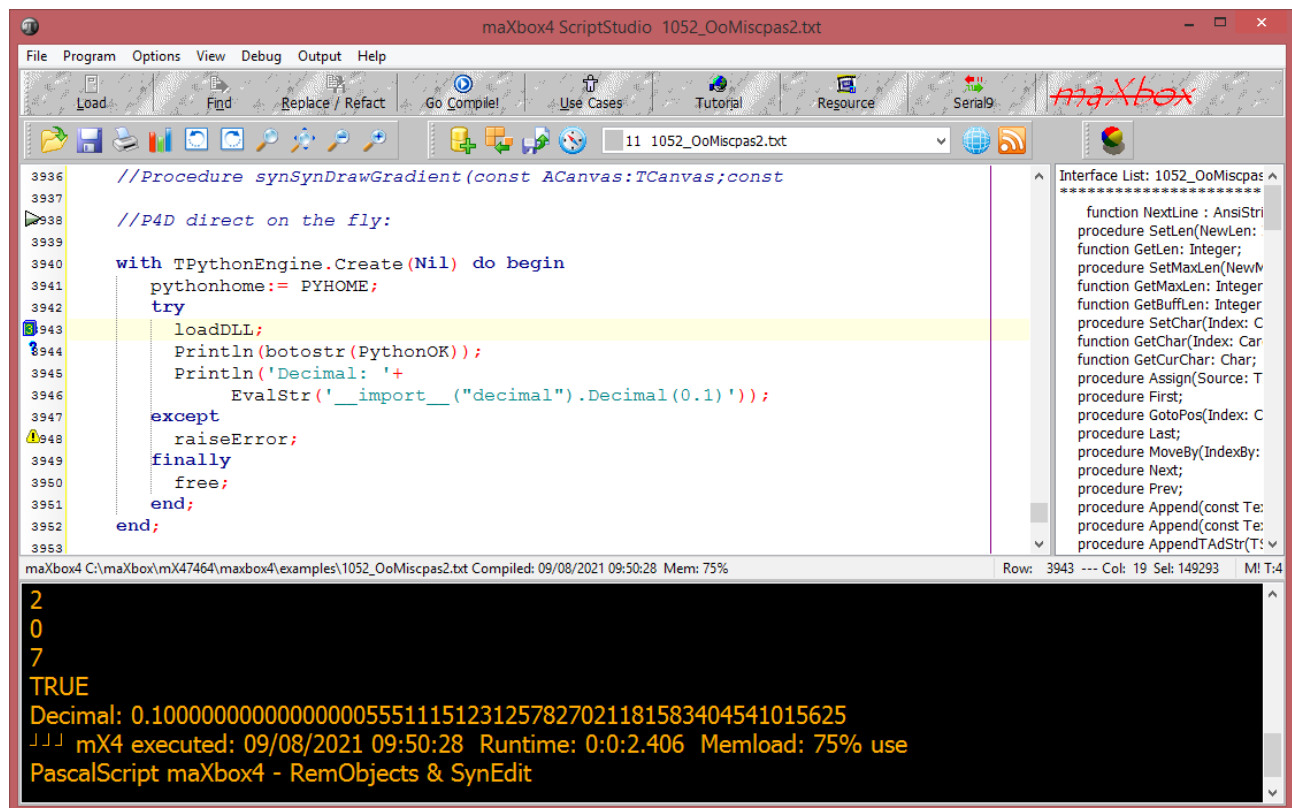 maXbox4 ScriptStudio 1052_OoMiscpas2.txt
File Program Options View Debug Output Help
Load Find Replace / Refact Go Compile! Use Cases Tutorial Resource Serial9 maXbox
11 1052_OoMiscpas2.txt
3936 //Procedure synSynDrawGradient(const ACanvas:TCanvas;const
3937
938 //P4D direct on the fly:
3939
3940 with TPythonEngine.Create(Nil) do begin
3941 pythonhome:= PYHOME;
3942 try
3 943 loadDLL;
3944 Println(botostr(PythonOK));
3945 Println('Decimal: '+
3946 EvalStr('__import__("decimal").Decimal(0.1)'));
3947 except
948 raiseError;
3949 finally
3950 free;
3951 end;
3952 end;
3953
Interface List: 1052_OoMiscpas
***********************
function NextLine : AnsiStri
procedure SetLen(NewLen:
function GetLen: Integer;
procedure SetMaxLen(NewM
function GetMaxLen: Integer
function GetBuffLen: Integer
procedure SetChar(Index: C
function GetChar(Index: Car
function GetCurChar: Char;
procedure Assign(Source: T
procedure First;
procedure GotoPos(Index: C
procedure Last;
procedure MoveBy(IndexBy:
procedure Next;
procedure Prev;
procedure Append(const Te
procedure Append(const Te
procedure AppendTAdStr(TS
maXbox4 C:\maXbox\mX47464\maxbox4\examples\1052_OoMiscpas2.txt Compiled: 09/08/2021 09:50:28 Mem: 75% Row: 3943 --- Col: 19 Sel: 149293 M! T:4
2
0
7
TRUE
Decimal: 0.1000000000000000055511151231257827021181583404541015625
┘┘┘ mX4 executed: 09/08/2021 09:50:28 Runtime: 0:0:2.406 Memload: 75% use
PascalScript maXbox4 - RemObjects & SynEdit